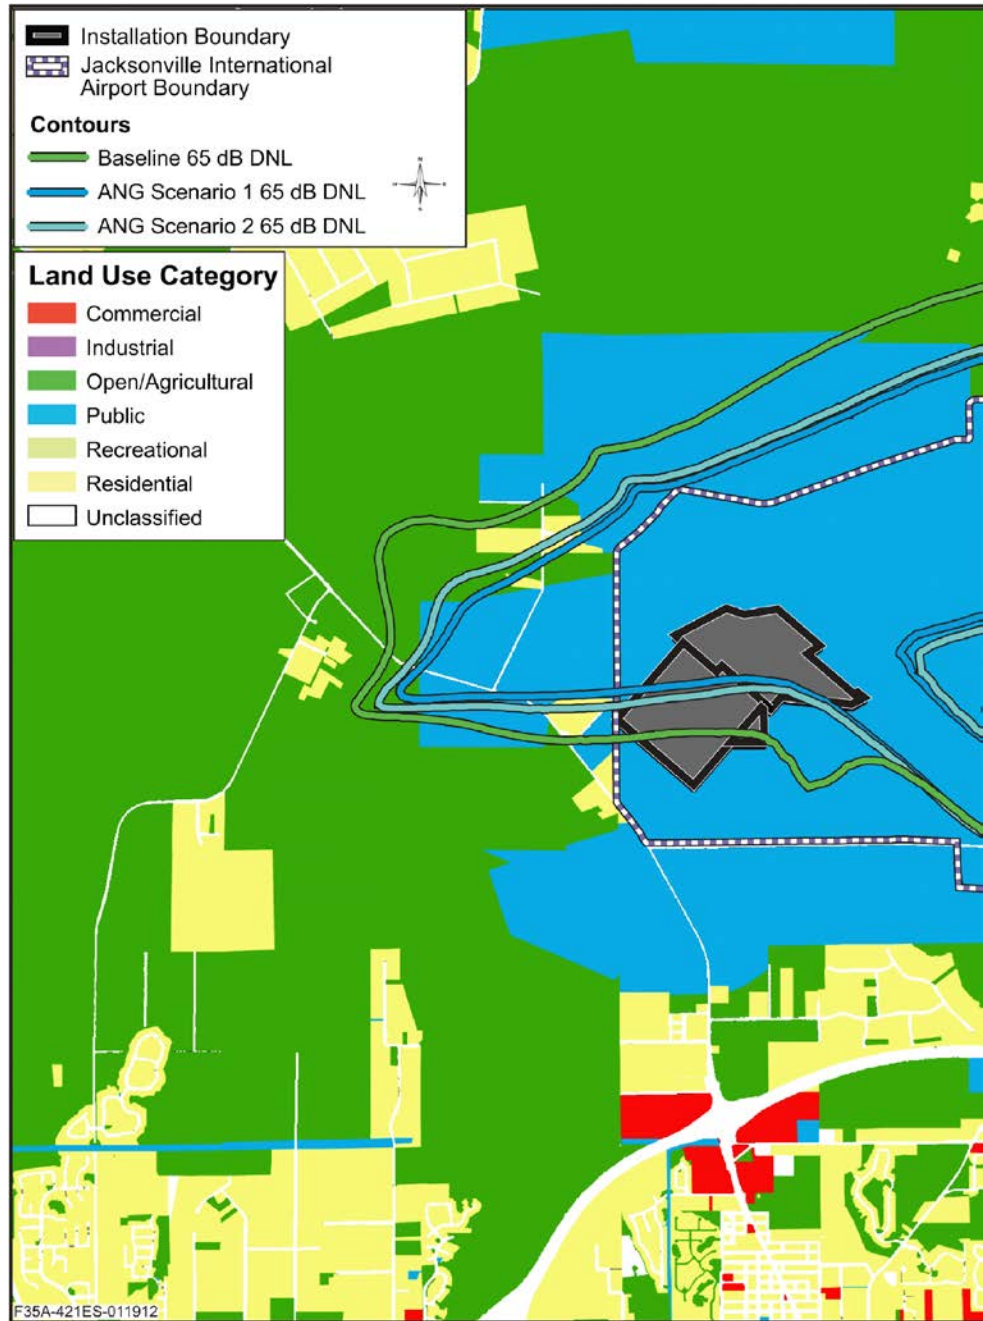 Installation Boundary
Jacksonville International
Airport Boundary
Contours
Baseline 65 dB DNL
ANG Scenario 1 65 dB DNL
ANG Scenario 2 65 dB DNL
Land Use Category
Commercial
Industrial
Open/Agricultural
Public
Recreational
Residential
Unclassified
F35A-421ES-011912